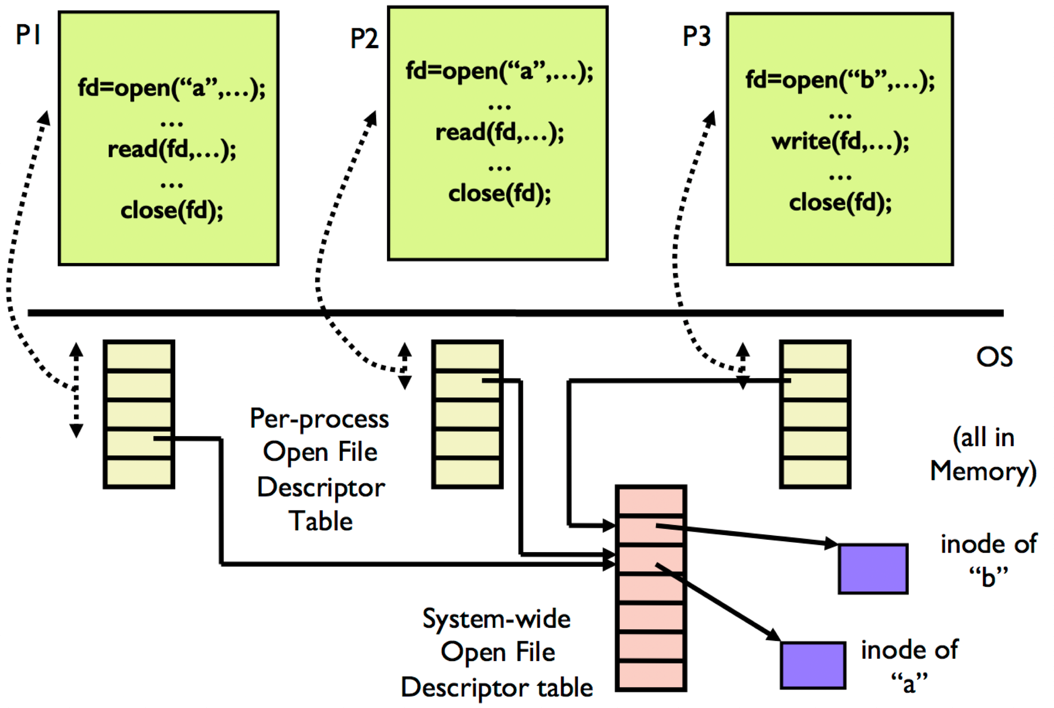 P1
fd=open(“a”,…);
…
read(fd,…);
…
close(fd);
P2
fd=open(“a”,…);
…
read(fd,…);
…
close(fd);
P3
fd=open(“b”,…);
…
write(fd,…);
…
close(fd);
OS
(all in
Memory)
Per-process
Open File
Descriptor
Table
System-wide
Open File
Descriptor table
inode of
“b”
inode of
“a”